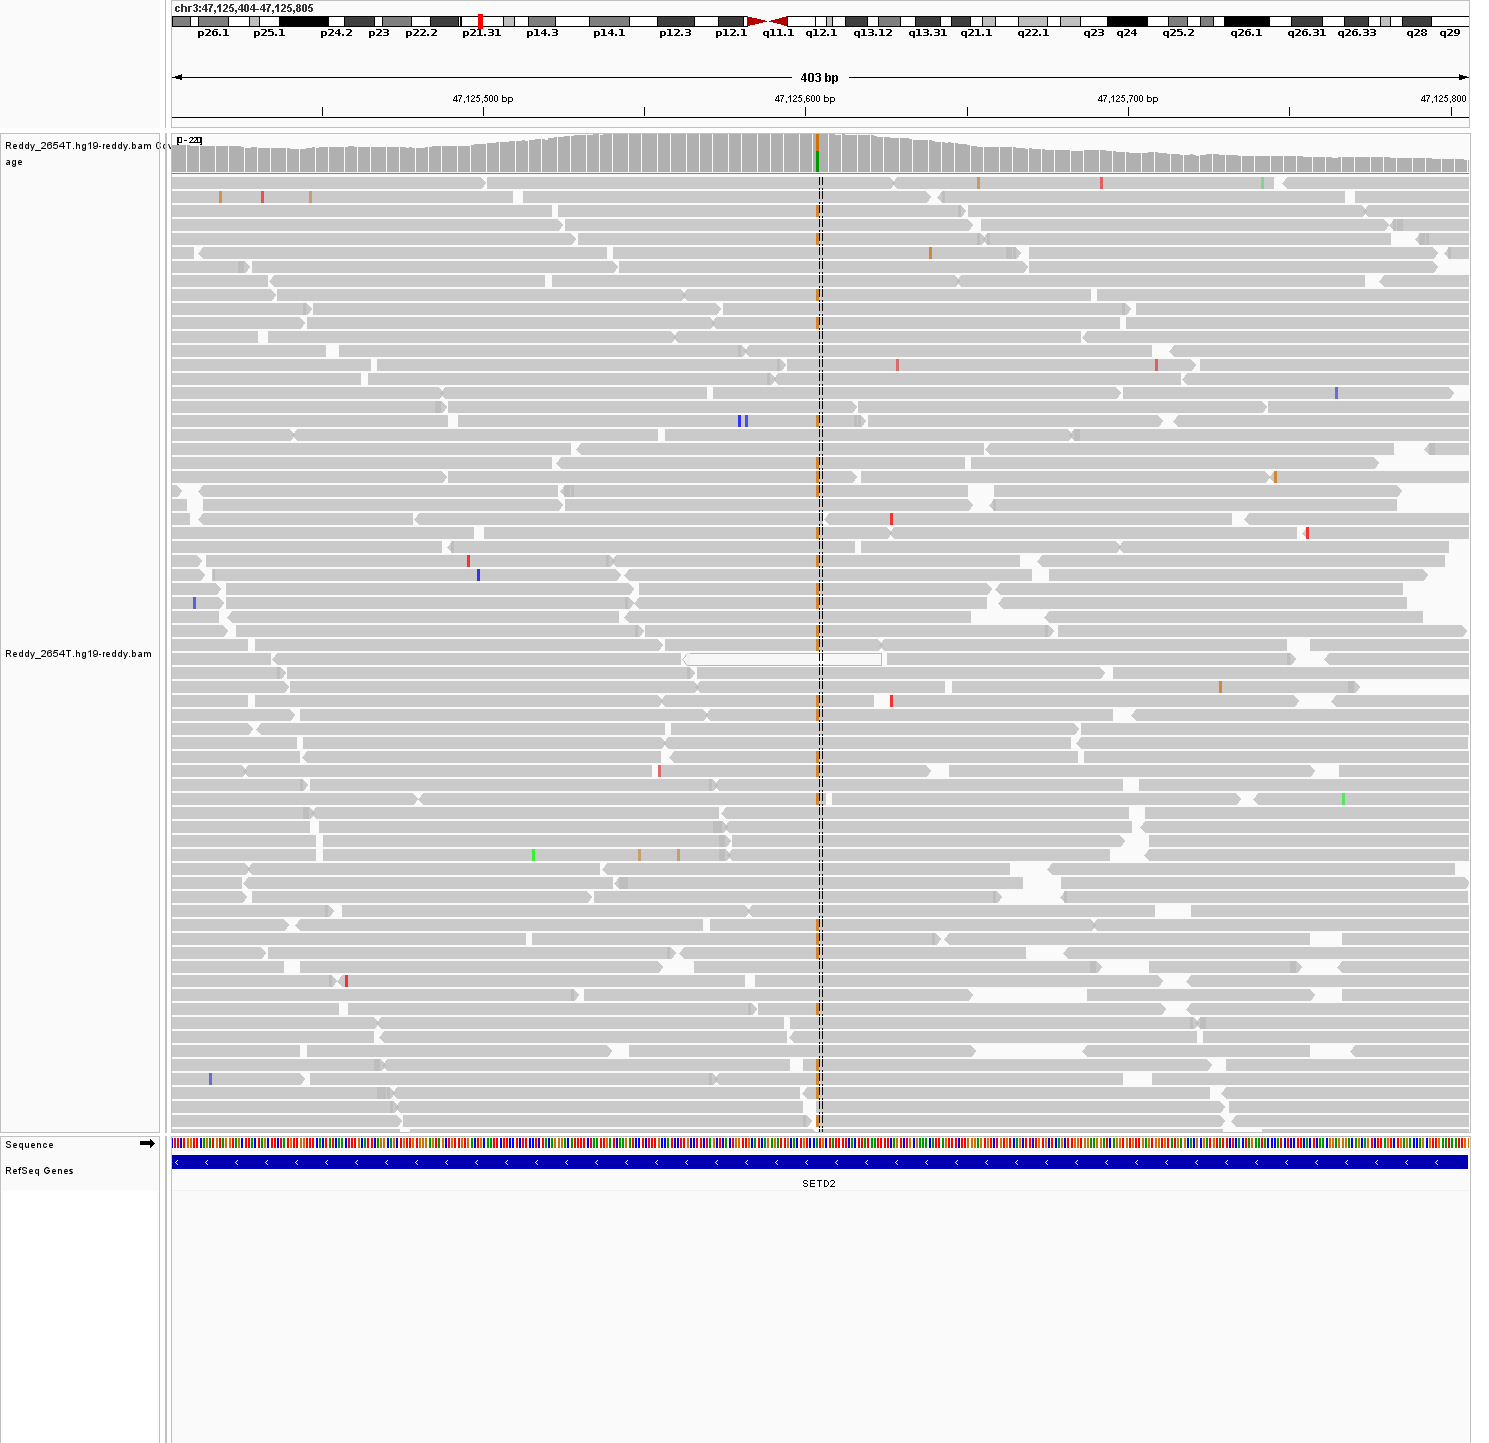 chr3:47,125,404-47,125,805
p26.1 p25.1 p24.2 p23 p22.2 p21.31 p14.3 p14.1 p12.3 p12.1 q11.1 q12.1 q13.12 q13.31 q21.1 q22.1 q23 q24 q25.2 q26.1 q26.31 q26.33 q28 q29
403 bp
47,125,500 bp 47,125,600 bp 47,125,700 bp 47,125,800
Reddy_2654T.hg19-reddy.bam Cov
age
Reddy_2654T.hg19-reddy.bam
Sequence
RefSeq Genes
SETD2